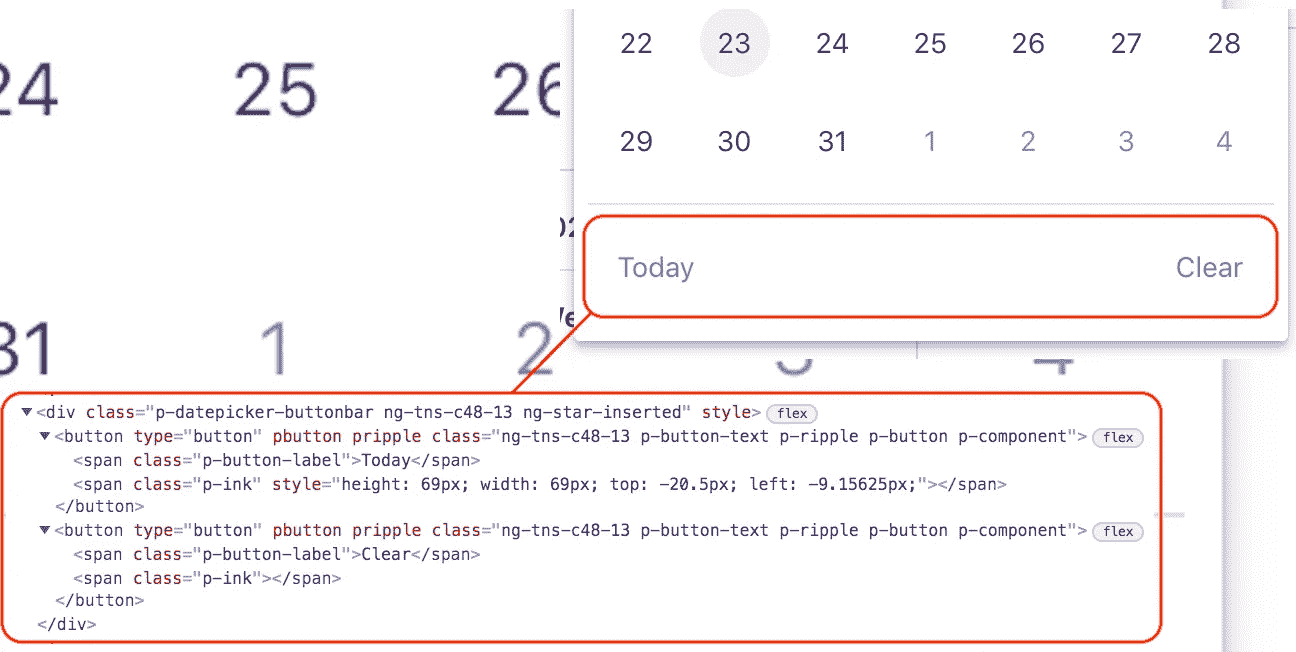 22 23 24 25 26 27 28
24 25 26
29 30 31 1 2 3 4
Today Clear
31 1 2 3 4
<div class="p-datepicker-buttonbar ng-tns-c48-13 ng-star-inserted" style> flex
<button type="button" pbutton pripple class="ng-tns-c48-13 p-button-text p-ripple p-button p-component"> flex
<span class="p-button-label">Today</span>
<span class="p-ink" style="height: 69px; width: 69px; top: -20.5px; left: -9.15625px;"></span>
</button>
<button type="button" pbutton pripple class="ng-tns-c48-13 p-button-text p-ripple p-button p-component"> flex
<span class="p-button-label">Clear</span>
<span class="p-ink"></span>
</button>
</div>